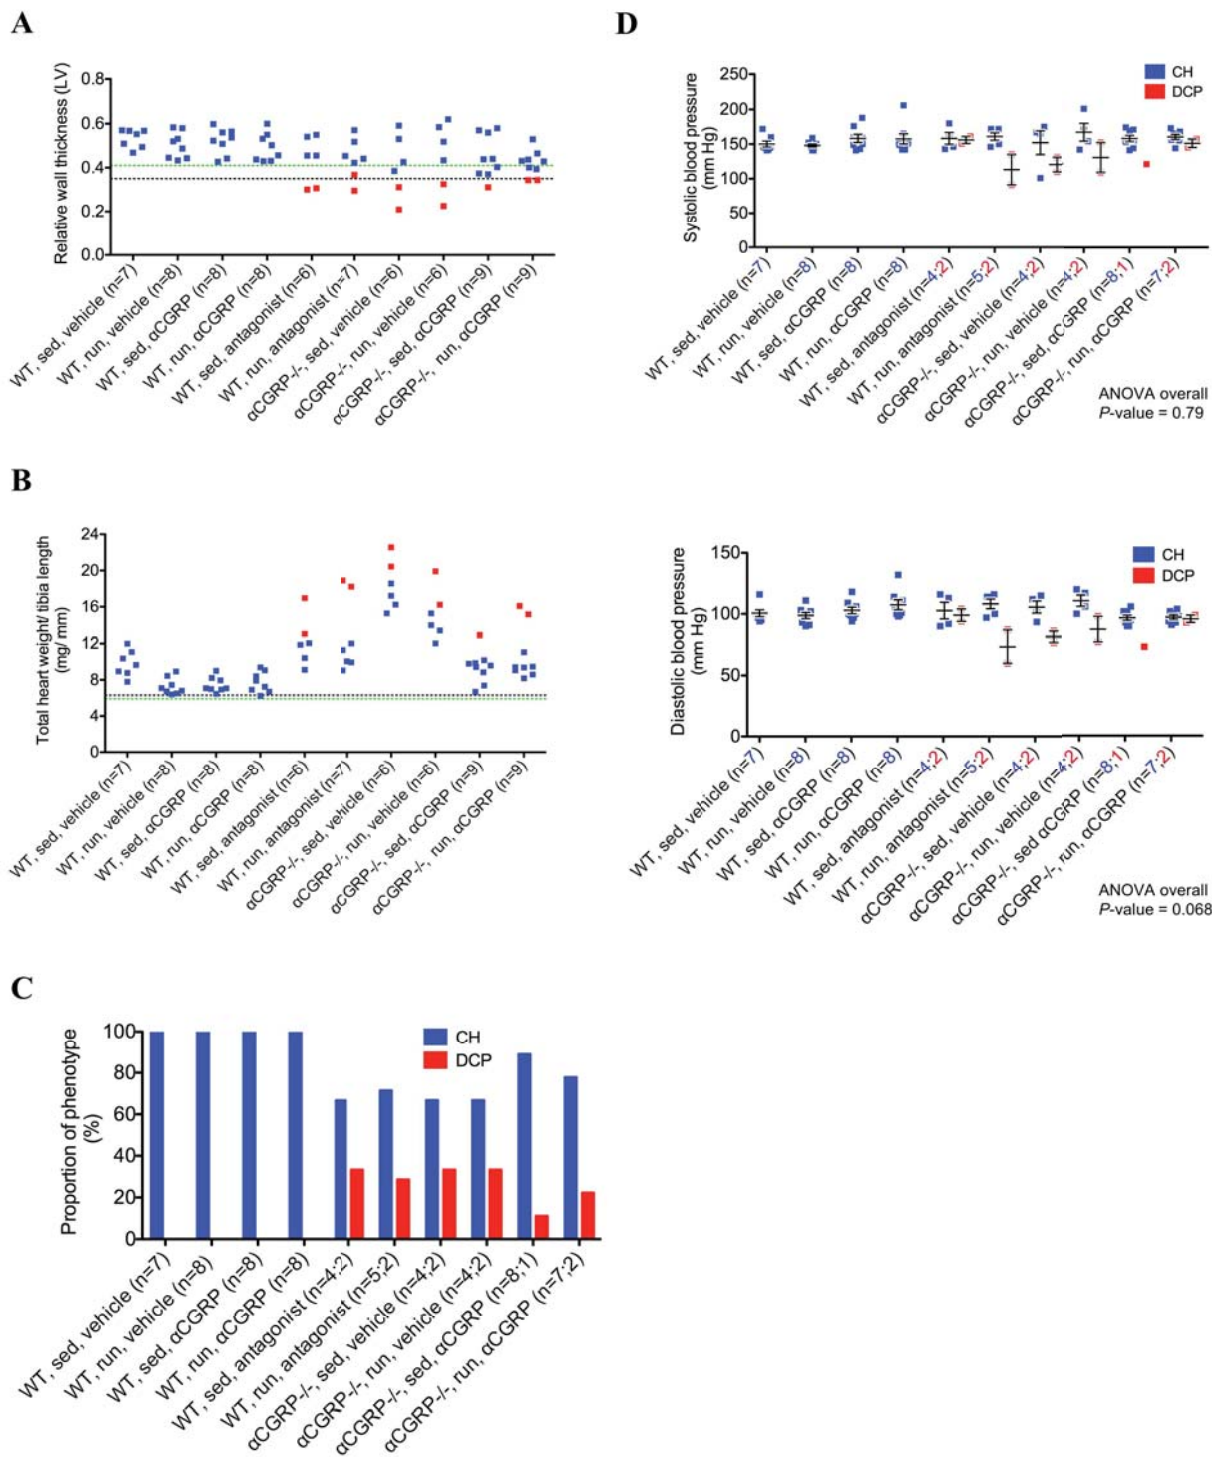 A
Relative wall thickness (LV)
0.8
0.6
0.4
0.2
0.0
WT, sed, vehicle (n=7)
WT, run, vehicle (n=8)
WT, sed, αCGRP (n=8)
WT, run, αCGRP (n=8)
WT, sed, antagonist (n=6)
WT, run, antagonist (n=7)
αCGRP-/-, sed, vehicle (n=6)
αCGRP-/-, run, vehicle (n=6)
αCGRP-/-, sed, αCGRP (n=9)
αCGRP-/-, run, αCGRP (n=9)
D
Systolic blood pressure
(mm Hg)
250
200
150
100
50
0
CH
DCP
WT, sed, vehicle (n=7)
WT, run, vehicle (n=8)
WT, sed, αCGRP (n=8)
WT, run, αCGRP (n=8)
WT, sed, antagonist (n=4;2)
WT, run, antagonist (n=5;2)
αCGRP-/-, sed, vehicle (n=4;2)
αCGRP-/-, run, vehicle (n=4;2)
αCGRP-/-, sed, αCGRP (n=8;1)
αCGRP-/-, run, αCGRP (n=7;2)
ANOVA overall
P-value = 0.79
B
Total heart weight/ tibia length
(mg/ mm)
24
20
16
12
8
4
0
WT, sed, vehicle (n=7)
WT, run, vehicle (n=8)
WT, sed, αCGRP (n=8)
WT, run, αCGRP (n=8)
WT, sed, antagonist (n=6)
WT, run, antagonist (n=7)
αCGRP-/-, sed, vehicle (n=6)
αCGRP-/-, run, vehicle (n=6)
αCGRP-/-, sed, αCGRP (n=9)
αCGRP-/-, run, αCGRP (n=9)
Diastolic blood pressure
(mm Hg)
150
100
50
0
CH
DCP
WT, sed, vehicle (n=7)
WT, run, vehicle (n=8)
WT, sed, αCGRP (n=8)
WT, run, αCGRP (n=8)
WT, sed, antagonist (n=4;2)
WT, run, antagonist (n=5;2)
αCGRP-/-, sed, vehicle (n=4;2)
αCGRP-/-, run, vehicle (n=4;2)
αCGRP-/-, sed αCGRP (n=8;1)
αCGRP-/-, run, αCGRP (n=7;2)
ANOVA overall
P-value = 0.068
C
Proportion of phenotype
(%)
100
80
60
40
20
0
CH
DCP
WT, sed, vehicle (n=7)
WT, run, vehicle (n=8)
WT, sed, αCGRP (n=8)
WT, run, αCGRP (n=8)
WT, sed, antagonist (n=4;2)
WT, run, antagonist (n=5;2)
αCGRP-/-, sed, vehicle (n=4;2)
αCGRP-/-, run, vehicle (n=4;2)
αCGRP-/-, sed, αCGRP (n=8;1)
αCGRP-/-, run, αCGRP (n=7;2)